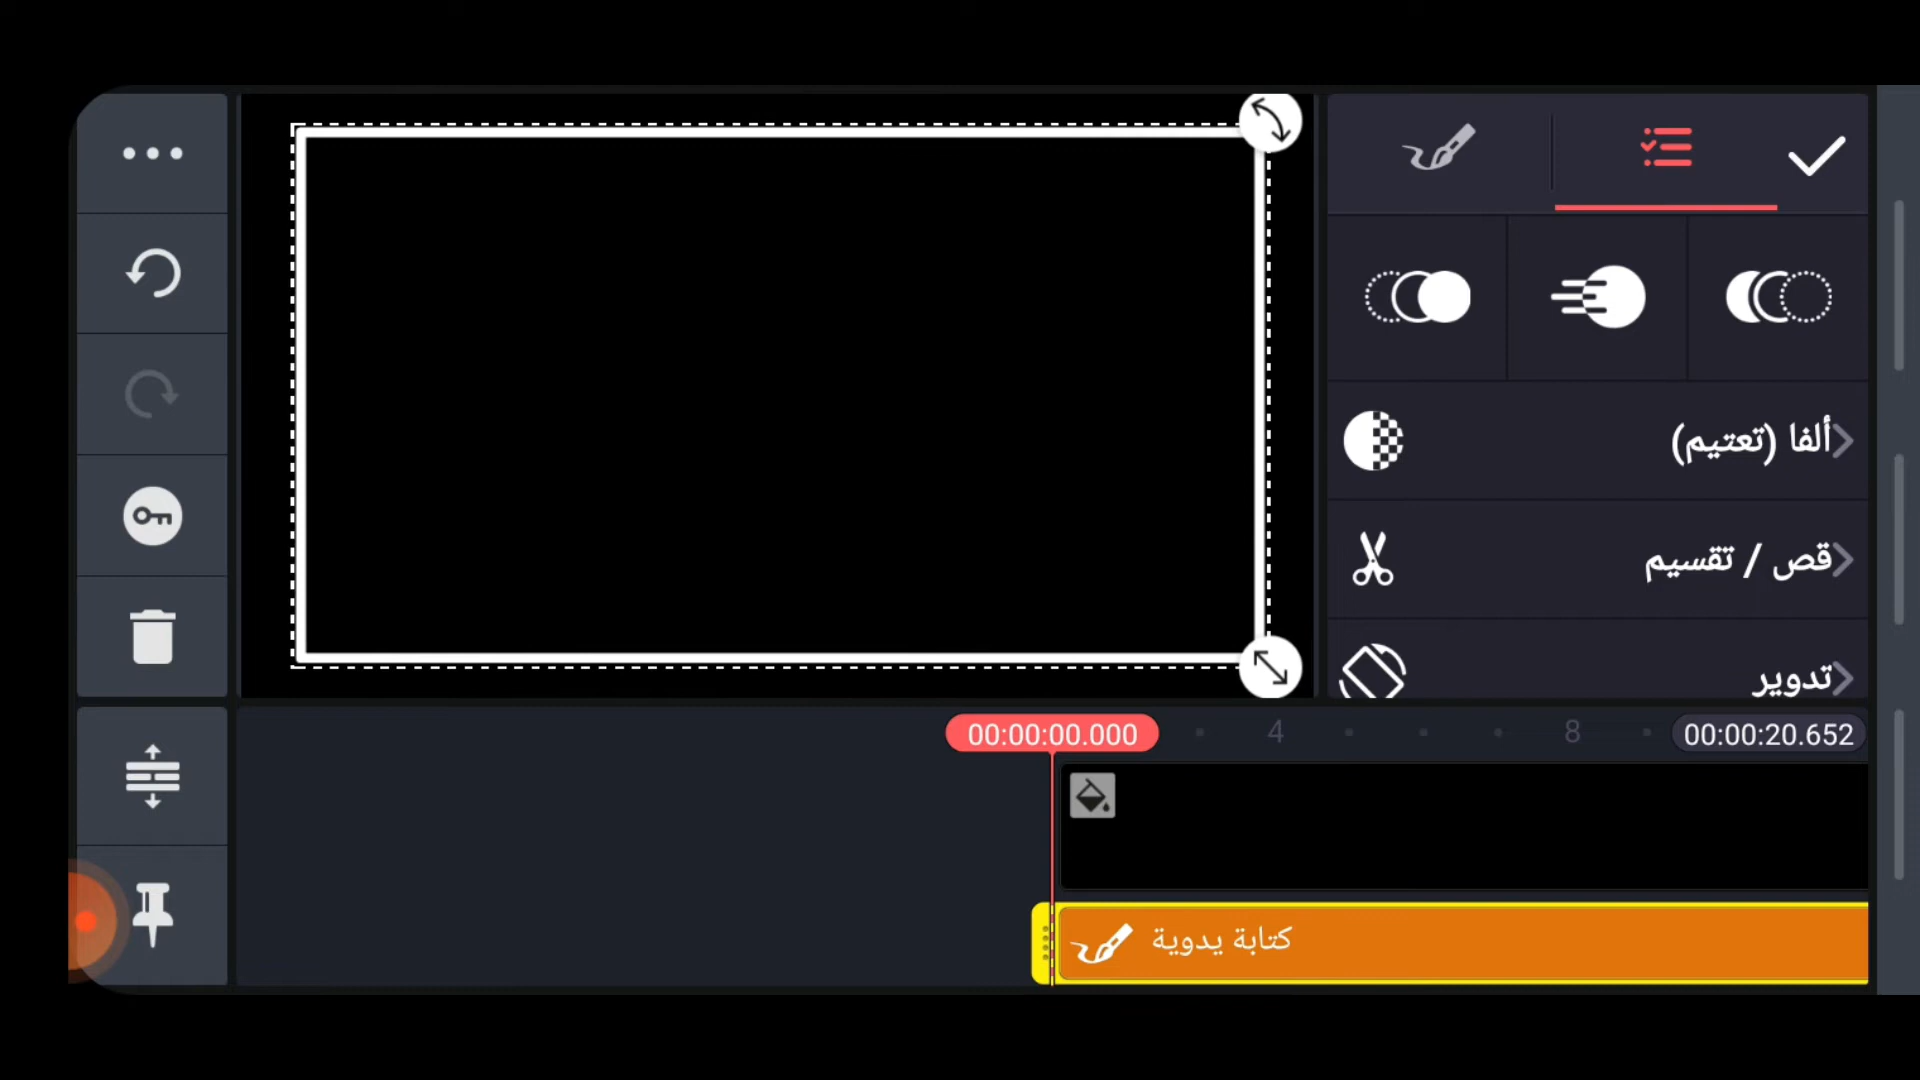 ألفا (تعتيم)
قص / تقسيم
تدوير
00:00:00.000 4 8 00:00:20.652
كتابة يدوية